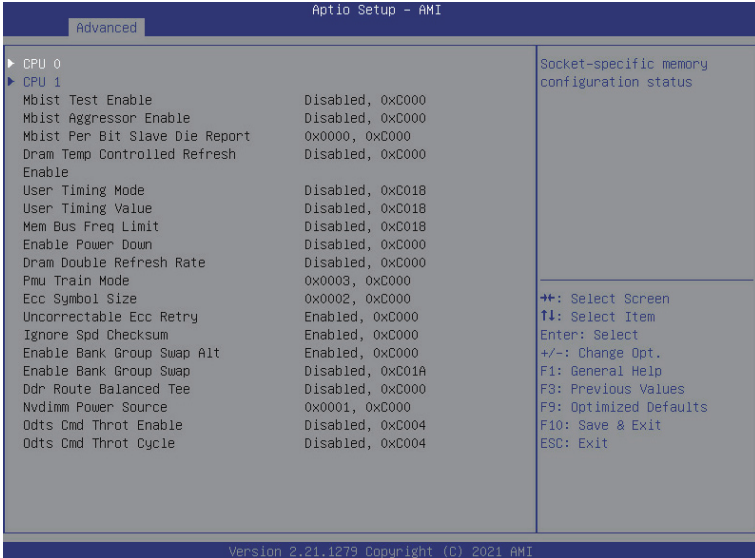 Aptio Setup – AMI
Advanced
▶ CPU 0
▶ CPU 1
Mbist Test Enable Disabled, 0xC000
Mbist Aggressor Enable Disabled, 0xC000
Mbist Per Bit Slave Die Report 0x0000, 0xC000
Dram Temp Controlled Refresh Disabled, 0xC000
Enable
User Timing Mode Disabled, 0xC018
User Timing Value Disabled, 0xC018
Mem Bus Freq Limit Disabled, 0xC018
Enable Power Down Disabled, 0xC000
Dram Double Refresh Rate Disabled, 0xC000
Pmu Train Mode 0x0003, 0xC000
Ecc Symbol Size 0x0002, 0xC000
Uncorrectable Ecc Retry Enabled, 0xC000
Ignore Spd Checksum Enabled, 0xC000
Enable Bank Group Swap Alt Enabled, 0xC000
Enable Bank Group Swap Disabled, 0xC01A
Ddr Route Balanced Tee Disabled, 0xC000
Nvdimm Power Source 0x0001, 0xC000
Odts Cmd Throt Enable Disabled, 0xC004
Odts Cmd Throt Cycle Disabled, 0xC004
Socket-specific memory
configuration status
→←: Select Screen
↑↓: Select Item
Enter: Select
+/-: Change Opt.
F1: General Help
F3: Previous Values
F9: Optimized Defaults
F10: Save & Exit
ESC: Exit
Version 2.21.1279 Copyright (C) 2021 AMI